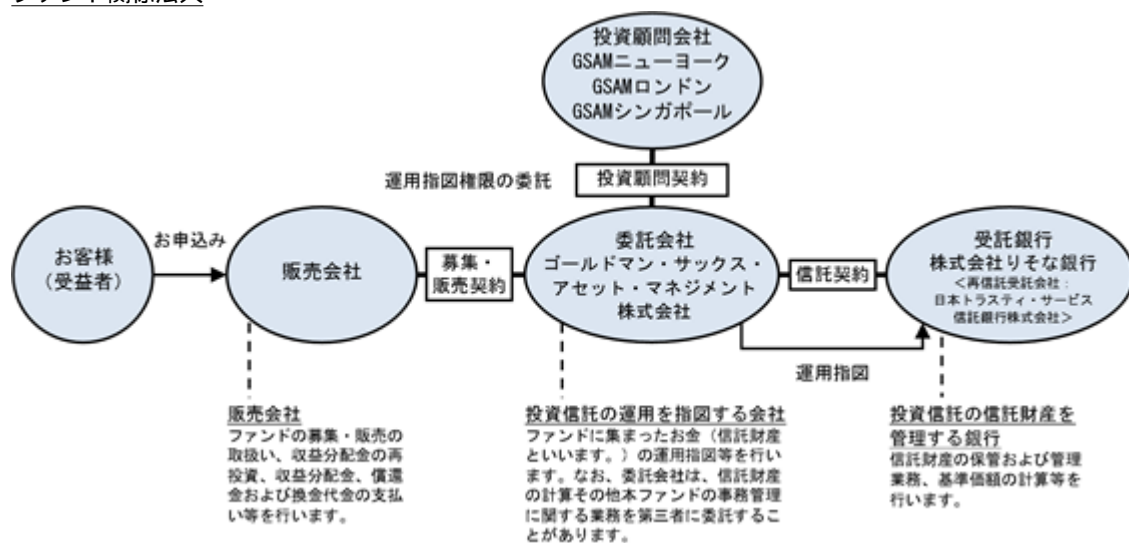 投資顧問会社
GSAMニューヨーク
GSAMロンドン
GSAMシンガポール
運用指図権限の委託
投資顧問契約
お客様
(受益者)
お申込み
販売会社
募集・
販売契約
委託会社
ゴールドマン・サックス・
アセット・マネジメント
株式会社
信託契約
受託銀行
株式会社りそな銀行
<再信託受託会社:
日本トラスティ・サービス
信託銀行株式会社>
運用指図
販売会社
ファンドの募集・販売の
取扱い、収益分配金の再
投資、収益分配金、償還
金および換金代金の支払
い等を行います。
投資信託の運用を指図する会社
ファンドに集まったお金(信託財産
といいます。)の運用指図等を行い
ます。なお、委託会社は、信託財産
の計算その他本ファンドの事務管理
に関する業務を第三者に委託するこ
とがあります。
投資信託の信託財産を
管理する銀行
信託財産の保管および管理
業務、基準価額の計算等を
行います。